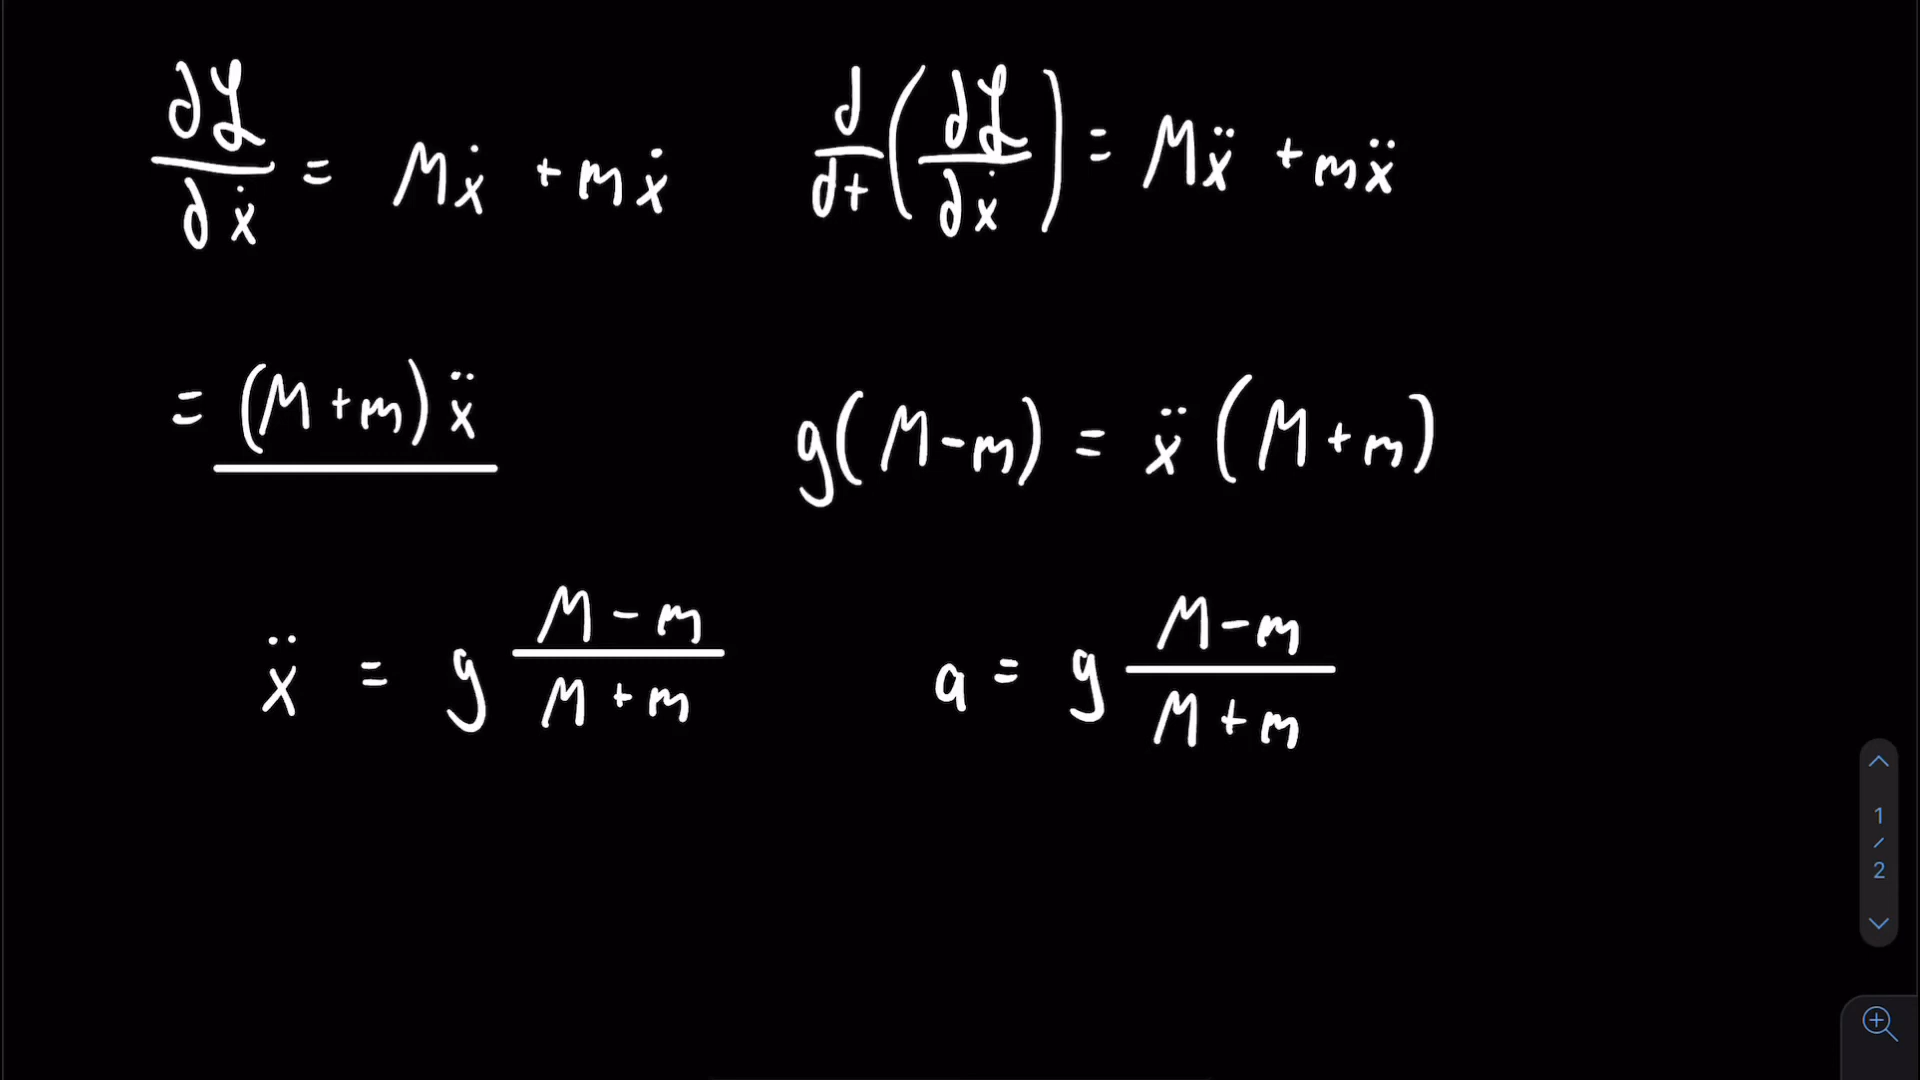 ∂ℒ/∂ẋ = Mẋ + mẋ    d/dt (∂ℒ/∂ẋ) = Mẍ + mẍ
= (M + m) ẍ    g(M - m) = ẍ (M + m)
ẍ = g (M - m)/(M + m)    a = g (M - m)/(M + m)
1
/
2